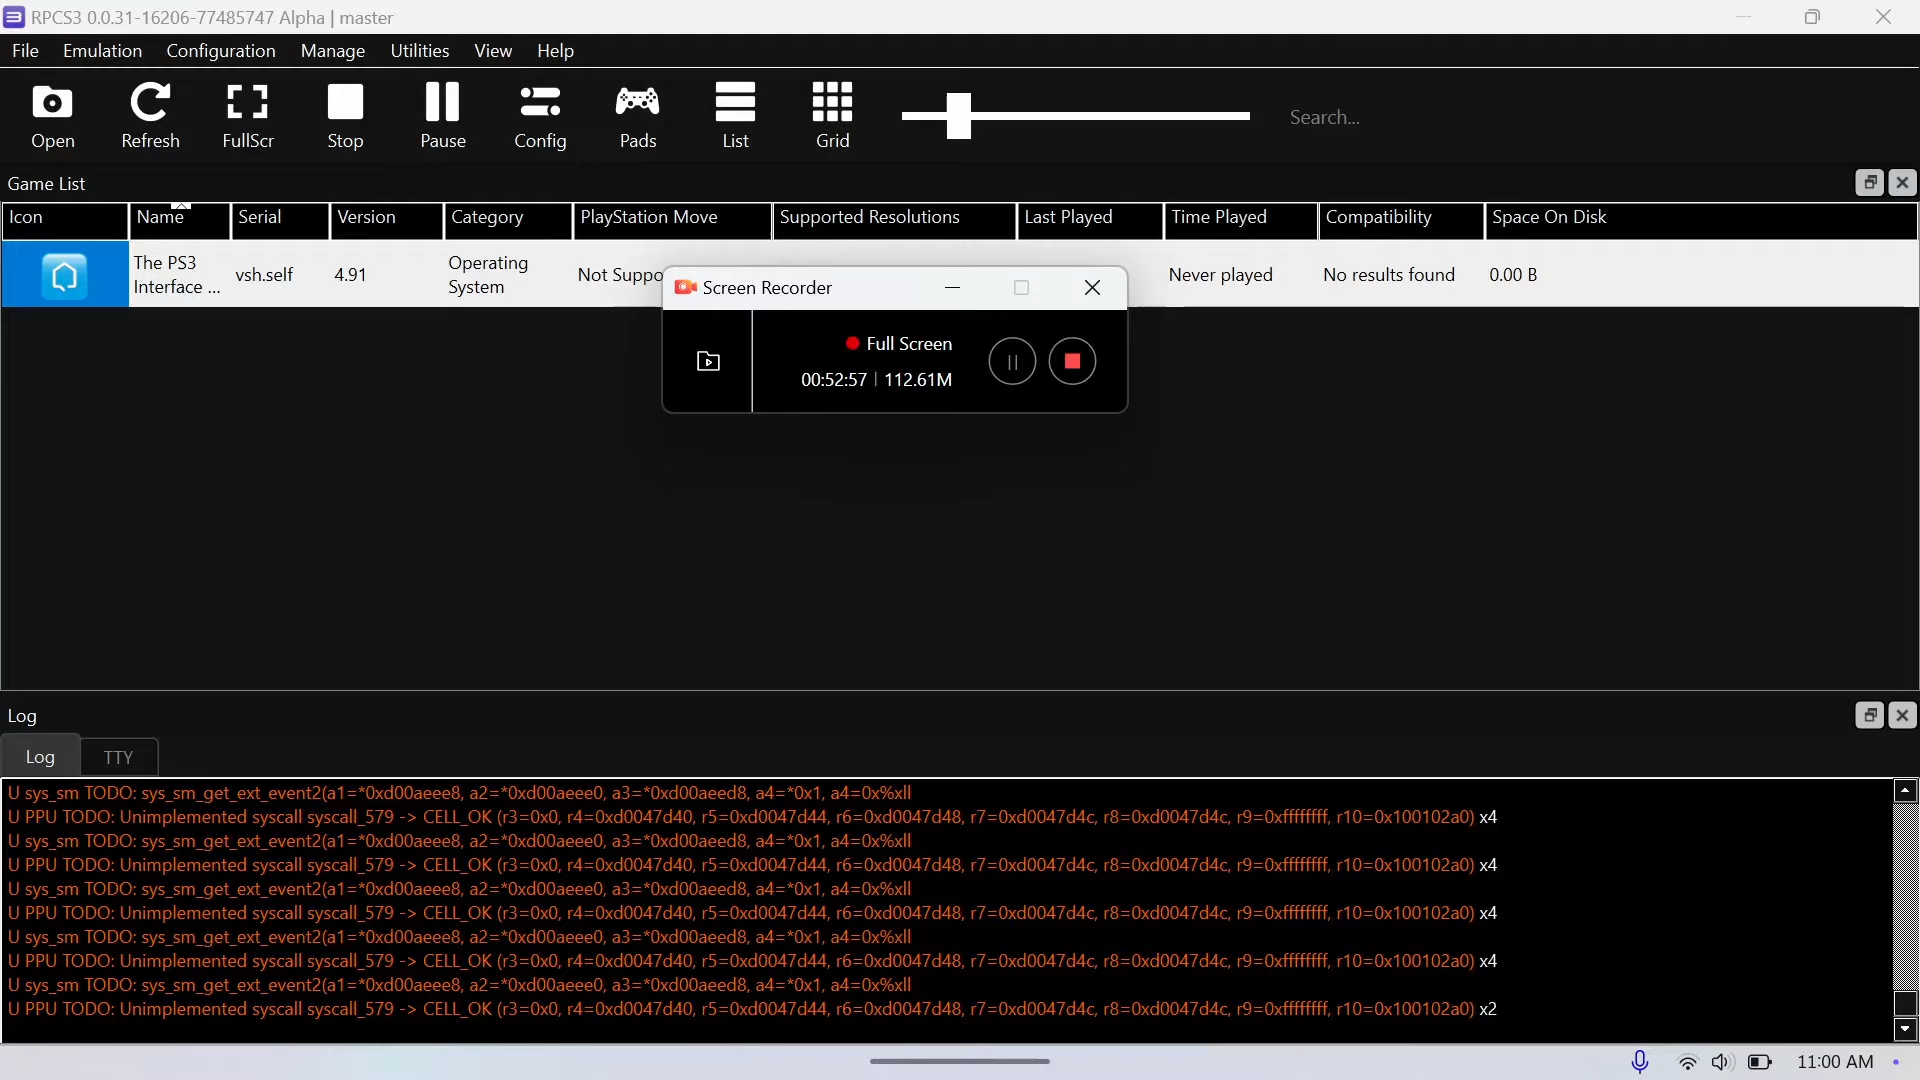 RPCS3 0.0.31-16206-77485747 Alpha | master
File Emulation Configuration Manage Utilities View Help
Open Refresh FullScr Stop Pause Config Pads List Grid Search...
Game List
Icon Name Serial Version Category PlayStation Move Supported Resolutions Last Played Time Played Compatibility Space On Disk
The PS3 Interface ... vsh.self 4.91 Operating System Not Suppo Never played No results found 0.00 B
Screen Recorder
Full Screen
00:52:57 | 112.61M
Log
Log TTY
U sys_sm TODO: sys_sm_get_ext_event2(a1=*0xd00aeee8, a2=*0xd00aeee0, a3=*0xd00aeed8, a4=*0x1, a4=0x%xll
U PPU TODO: Unimplemented syscall syscall_579 -> CELL_OK (r3=0x0, r4=0xd0047d40, r5=0xd0047d44, r6=0xd0047d48, r7=0xd0047d4c, r8=0xd0047d4c, r9=0xffffffff, r10=0x100102a0) x4
U sys_sm TODO: sys_sm_get_ext_event2(a1=*0xd00aeee8, a2=*0xd00aeee0, a3=*0xd00aeed8, a4=*0x1, a4=0x%xll
U PPU TODO: Unimplemented syscall syscall_579 -> CELL_OK (r3=0x0, r4=0xd0047d40, r5=0xd0047d44, r6=0xd0047d48, r7=0xd0047d4c, r8=0xd0047d4c, r9=0xffffffff, r10=0x100102a0) x4
U sys_sm TODO: sys_sm_get_ext_event2(a1=*0xd00aeee8, a2=*0xd00aeee0, a3=*0xd00aeed8, a4=*0x1, a4=0x%xll
U PPU TODO: Unimplemented syscall syscall_579 -> CELL_OK (r3=0x0, r4=0xd0047d40, r5=0xd0047d44, r6=0xd0047d48, r7=0xd0047d4c, r8=0xd0047d4c, r9=0xffffffff, r10=0x100102a0) x4
U sys_sm TODO: sys_sm_get_ext_event2(a1=*0xd00aeee8, a2=*0xd00aeee0, a3=*0xd00aeed8, a4=*0x1, a4=0x%xll
U PPU TODO: Unimplemented syscall syscall_579 -> CELL_OK (r3=0x0, r4=0xd0047d40, r5=0xd0047d44, r6=0xd0047d48, r7=0xd0047d4c, r8=0xd0047d4c, r9=0xffffffff, r10=0x100102a0) x4
U sys_sm TODO: sys_sm_get_ext_event2(a1=*0xd00aeee8, a2=*0xd00aeee0, a3=*0xd00aeed8, a4=*0x1, a4=0x%xll
U PPU TODO: Unimplemented syscall syscall_579 -> CELL_OK (r3=0x0, r4=0xd0047d40, r5=0xd0047d44, r6=0xd0047d48, r7=0xd0047d4c, r8=0xd0047d4c, r9=0xffffffff, r10=0x100102a0) x2
11:00 AM